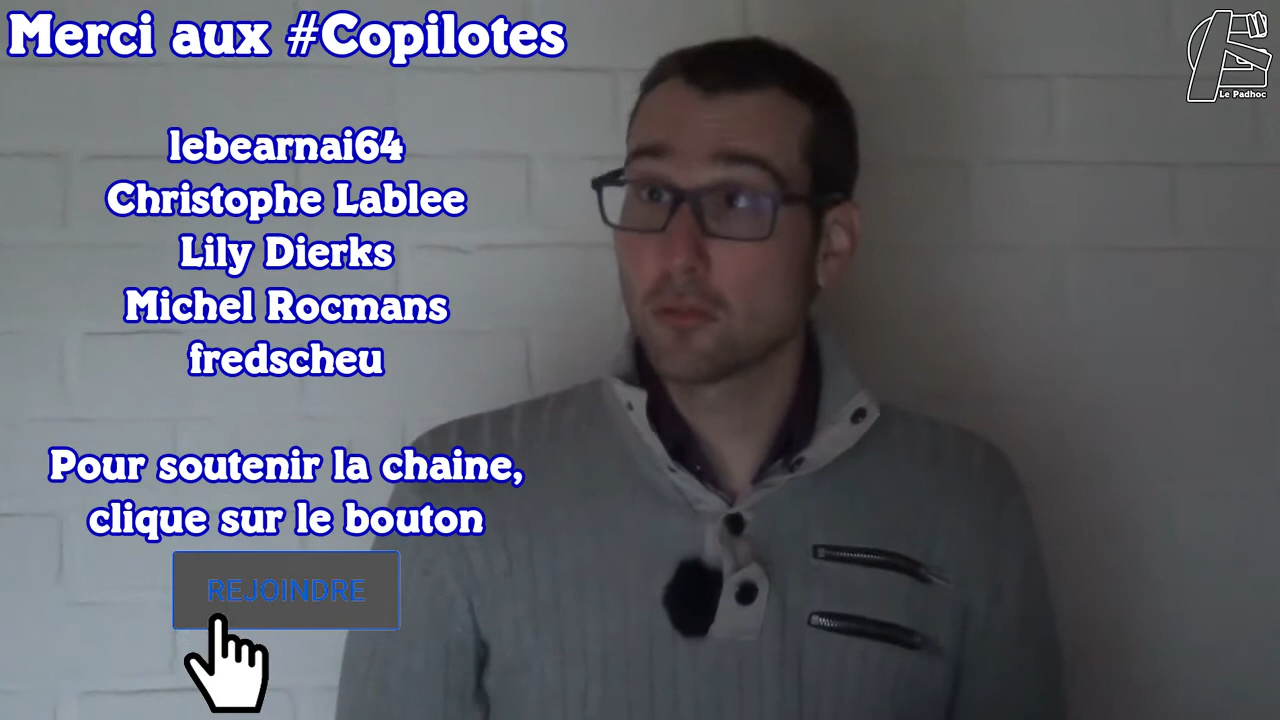 Merci aux #Copilotes
Le Padhoc
lebearnai64
Christophe Lablee
Lily Dierks
Michel Rocmans
fredscheu
Pour soutenir la chaine,
clique sur le bouton
REJOINDRE